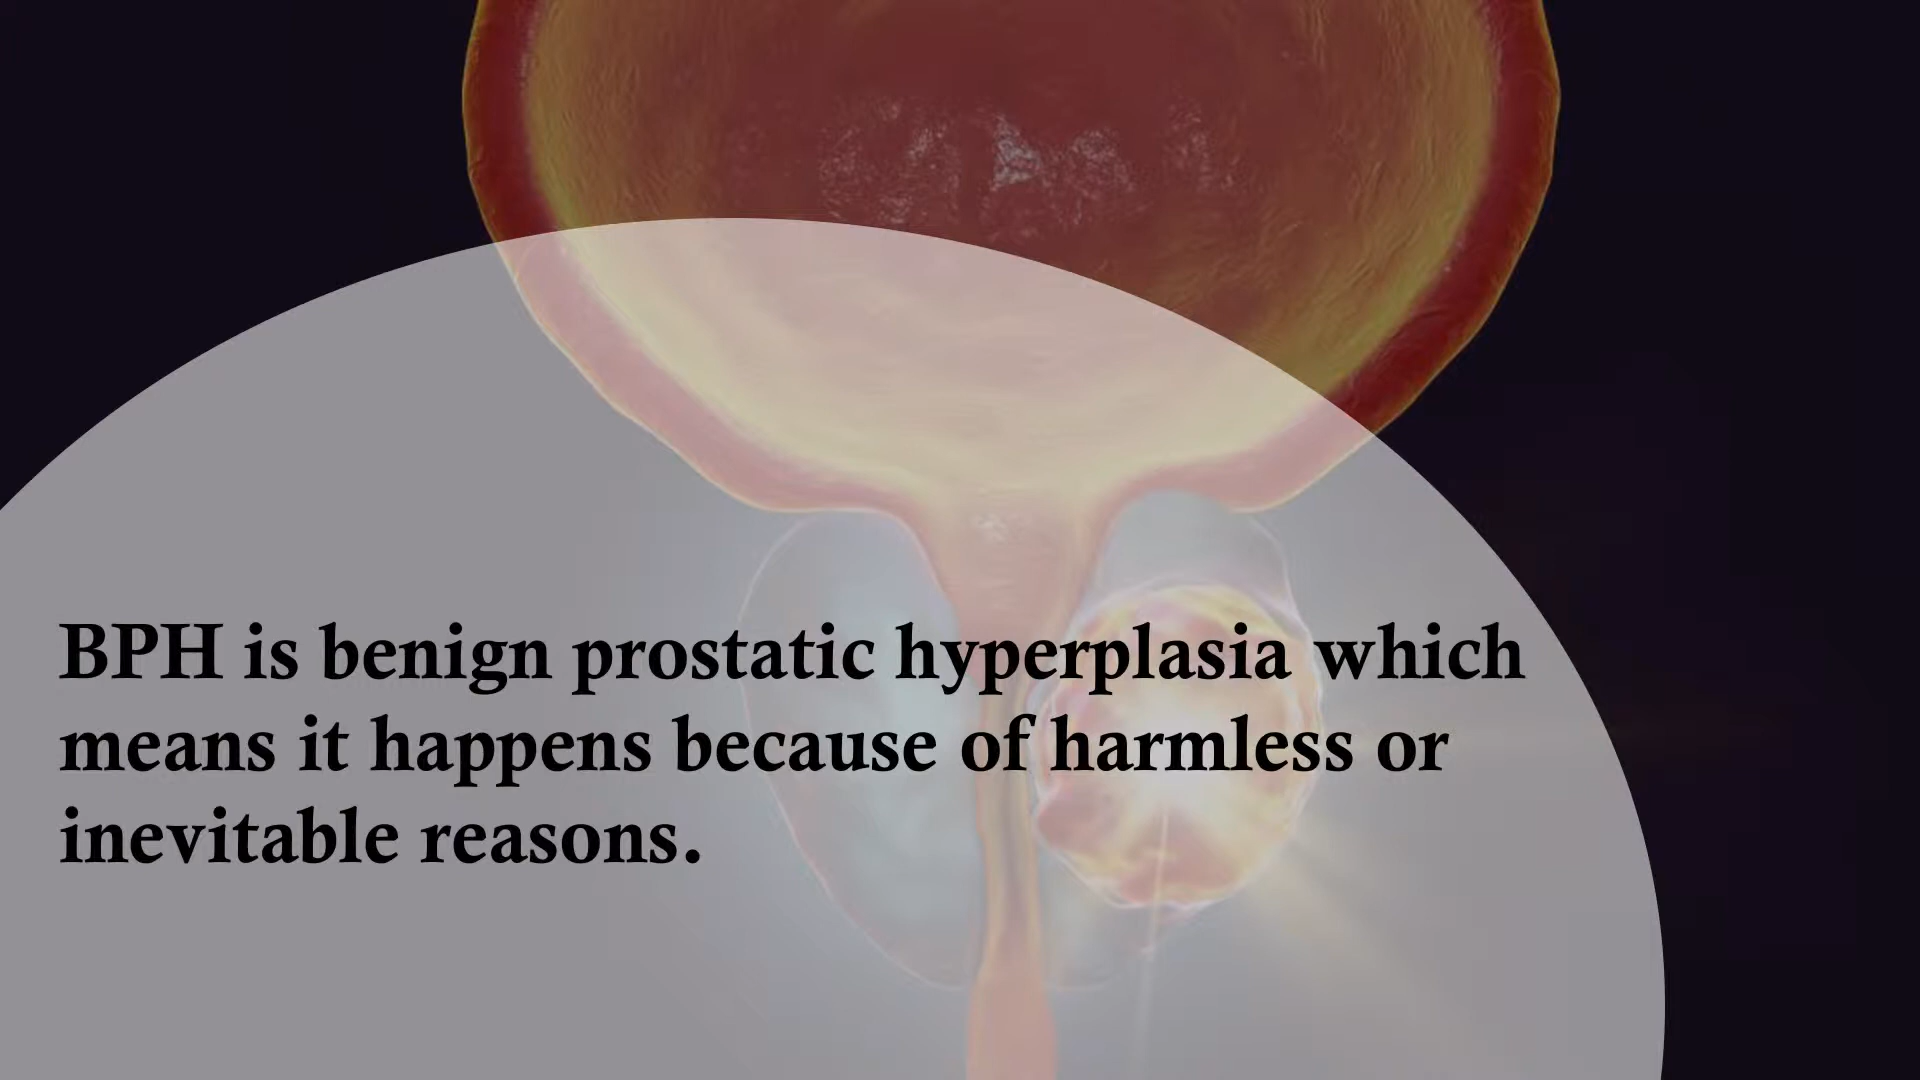 BPH is benign prostatic hyperplasia which
means it happens because of harmless or
inevitable reasons.